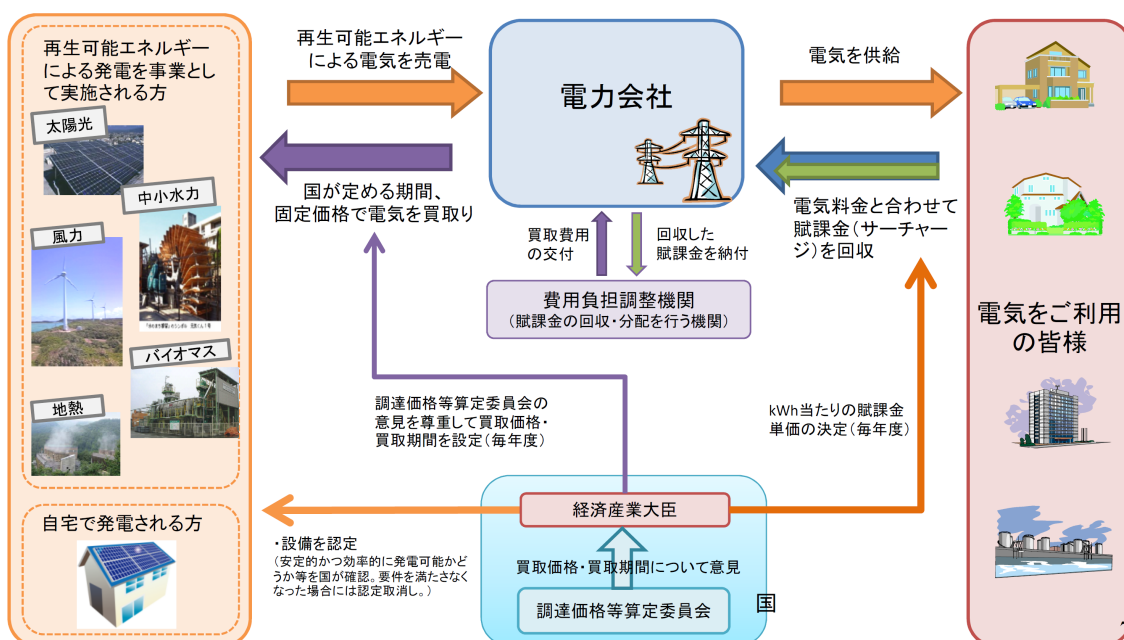 再生可能エネルギー
による発電を事業とし
て実施される方
太陽光
中小水力
風力
バイオマス
地熱
自宅で発電される方
再生可能エネルギー
による電気を売電
国が定める期間、
固定価格で電気を買取り
電力会社
電気を供給
電気料金と合わせて
賦課金(サーチャー
ジ)を回収
買取費用
の交付
回収した
賦課金を納付
費用負担調整機関
(賦課金の回収・分配を行う機関)
電気をご利用
の皆様
調達価格等算定委員会の
意見を尊重して買取価格・
買取期間を設定(毎年度)
kWh当たりの賦課金
単価の決定(毎年度)
経済産業大臣
・設備を認定
(安定的かつ効率的に発電可能かど
うか等を国が確認。要件を満たさなく
なった場合には認定取消し。)
買取価格・買取期間について意見
調達価格等算定委員会
国